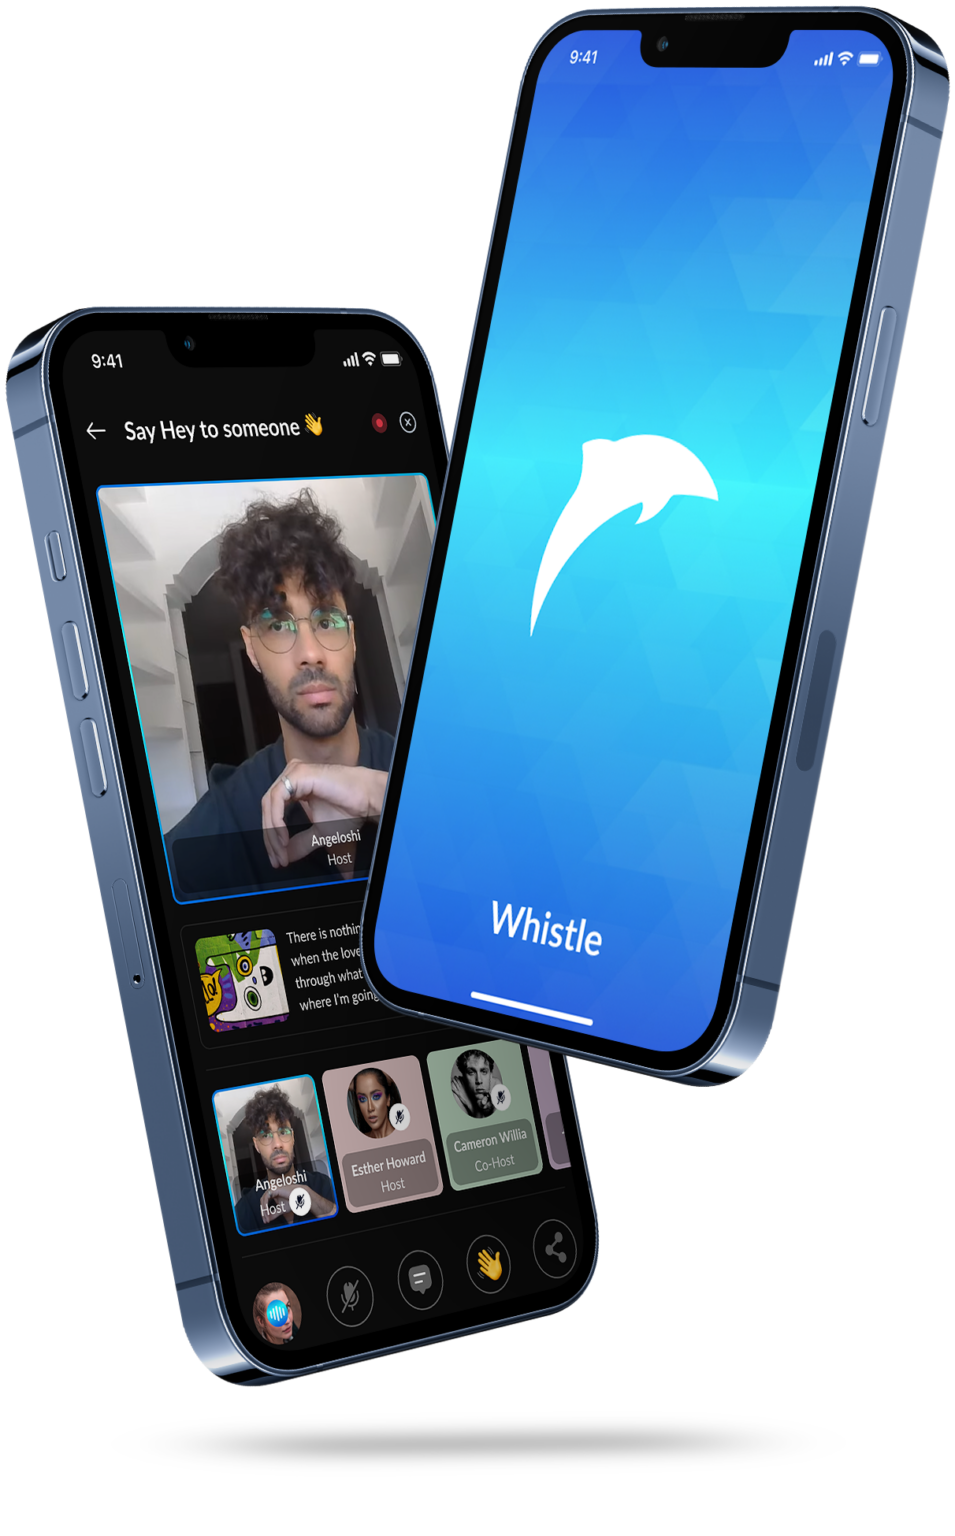 9:41
Say Hey to someone 👋
Angeloshi
Host
There is nothin
when the love
through what
where I'm going
Angeloshi
Host
Esther Howard
Host
Cameron Willia
Co-Host
9:41
Whistle